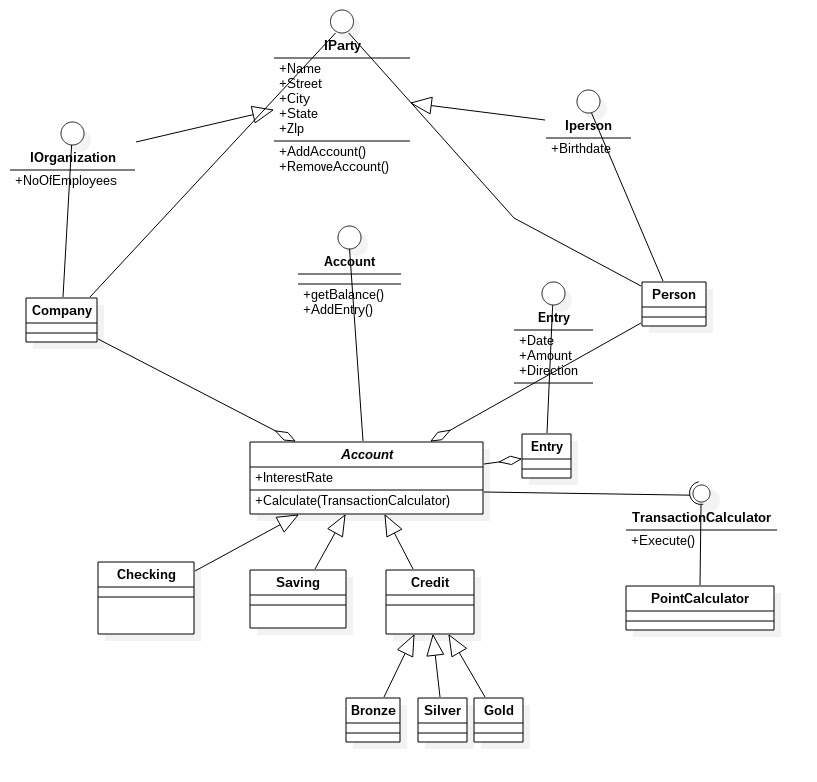 IParty
+Name
+Street
+City
+State
+ZIp
+AddAccount()
+RemoveAccount()
IOrganization
+NoOfEmployees
Iperson
+Birthdate
Account
+getBalance()
+AddEntry()
Company
Person
Entry
+Date
+Amount
+Direction
Account
+InterestRate
+Calculate(TransactionCalculator)
Entry
TransactionCalculator
+Execute()
Checking
Saving
Credit
PointCalculator
Bronze
Silver
Gold